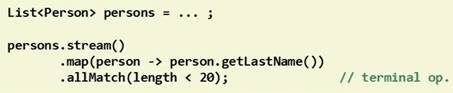 List<Person> persons = ... ;
persons.stream()
.map(person -> person.getLastName())
.allMatch(length < 20); // terminal op.